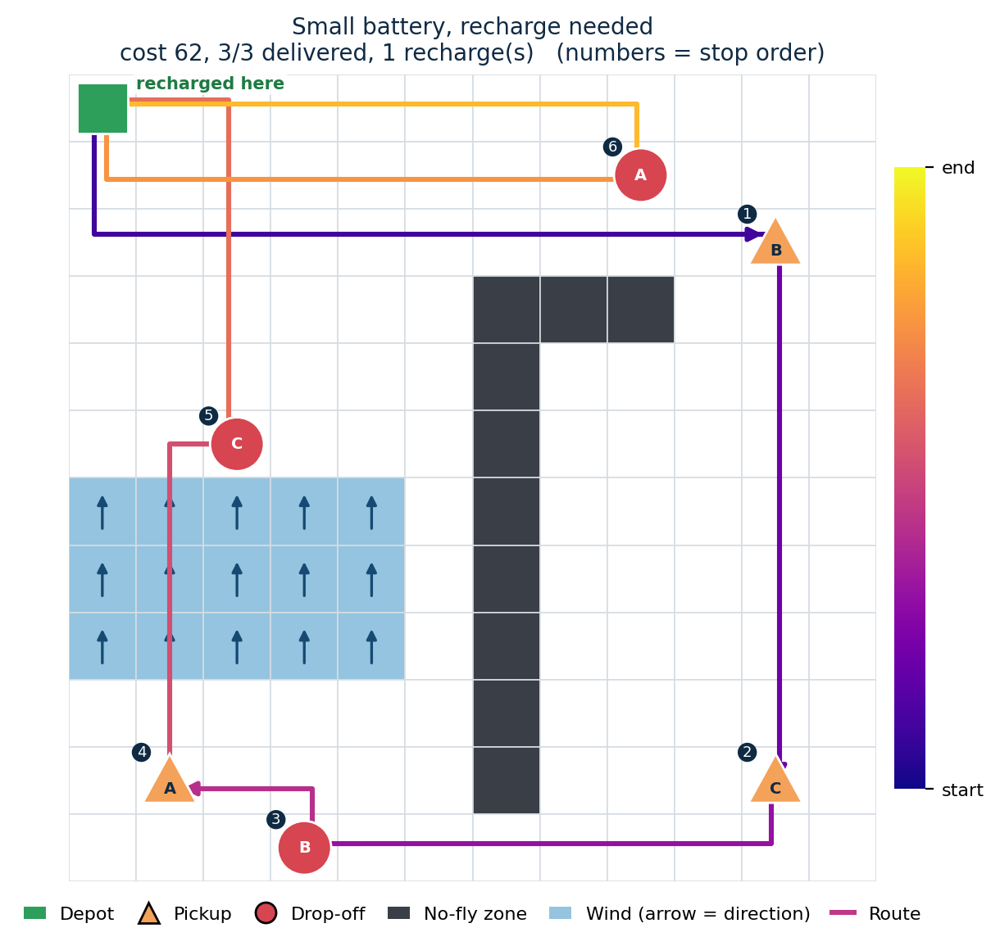 Small battery, recharge needed
cost 62, 3/3 delivered, 1 recharge(s)   (numbers = stop order)
recharged here
6
A
1
B
end
5
C
4
A
2
C
start
3
B
Depot
Pickup
Drop-off
No-fly zone
Wind (arrow = direction)
Route